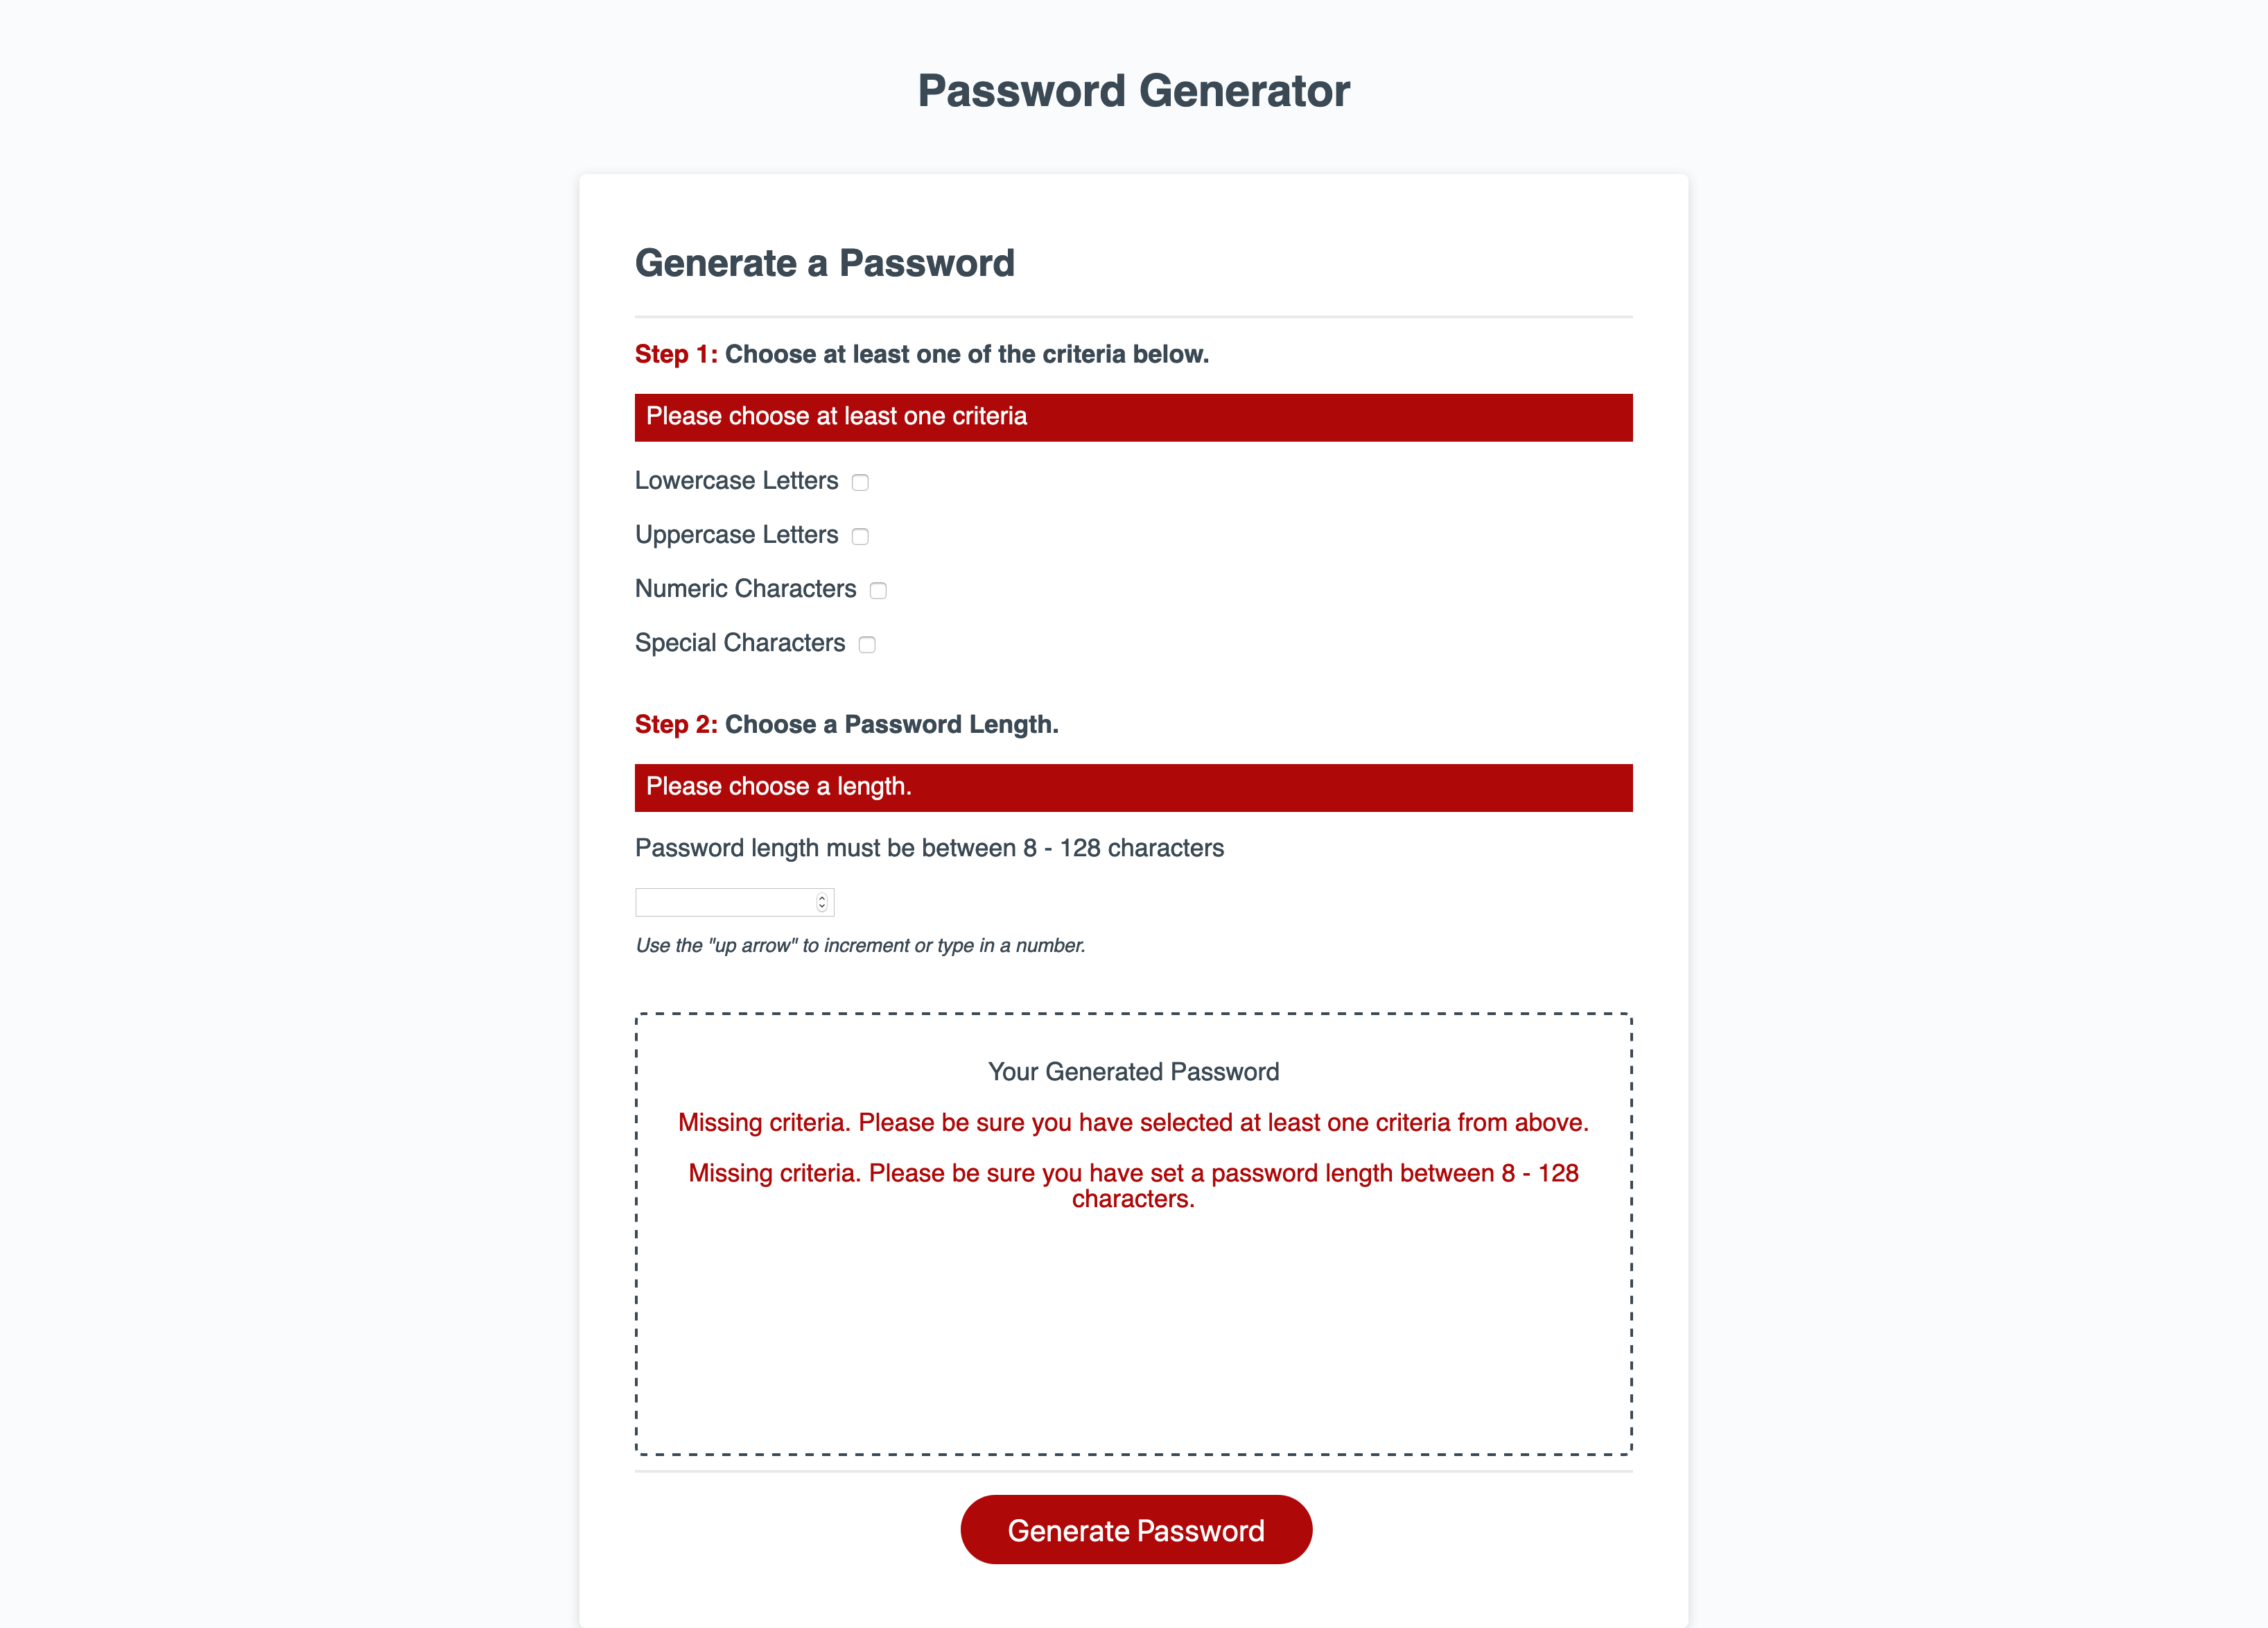 Password Generator
Generate a Password
Step 1: Choose at least one of the criteria below.
Please choose at least one criteria
Lowercase Letters
Uppercase Letters
Numeric Characters
Special Characters
Step 2: Choose a Password Length.
Please choose a length.
Password length must be between 8 - 128 characters
Use the "up arrow" to increment or type in a number.
Your Generated Password
Missing criteria. Please be sure you have selected at least one criteria from above.
Missing criteria. Please be sure you have set a password length between 8 - 128
characters.
Generate Password